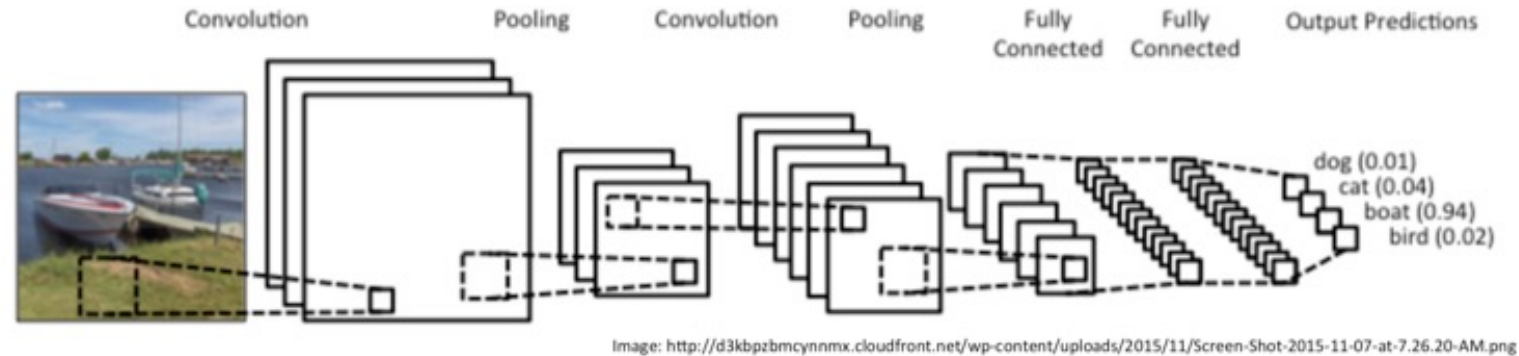 Convolution Pooling Convolution Pooling Fully Connected Fully Connected Output Predictions
dog (0.01)
cat (0.04)
boat (0.94)
bird (0.02)
Image: http://d3kbpzbmcynnmx.cloudfront.net/wp-content/uploads/2015/11/Screen-Shot-2015-11-07-at-7.26.20-AM.png